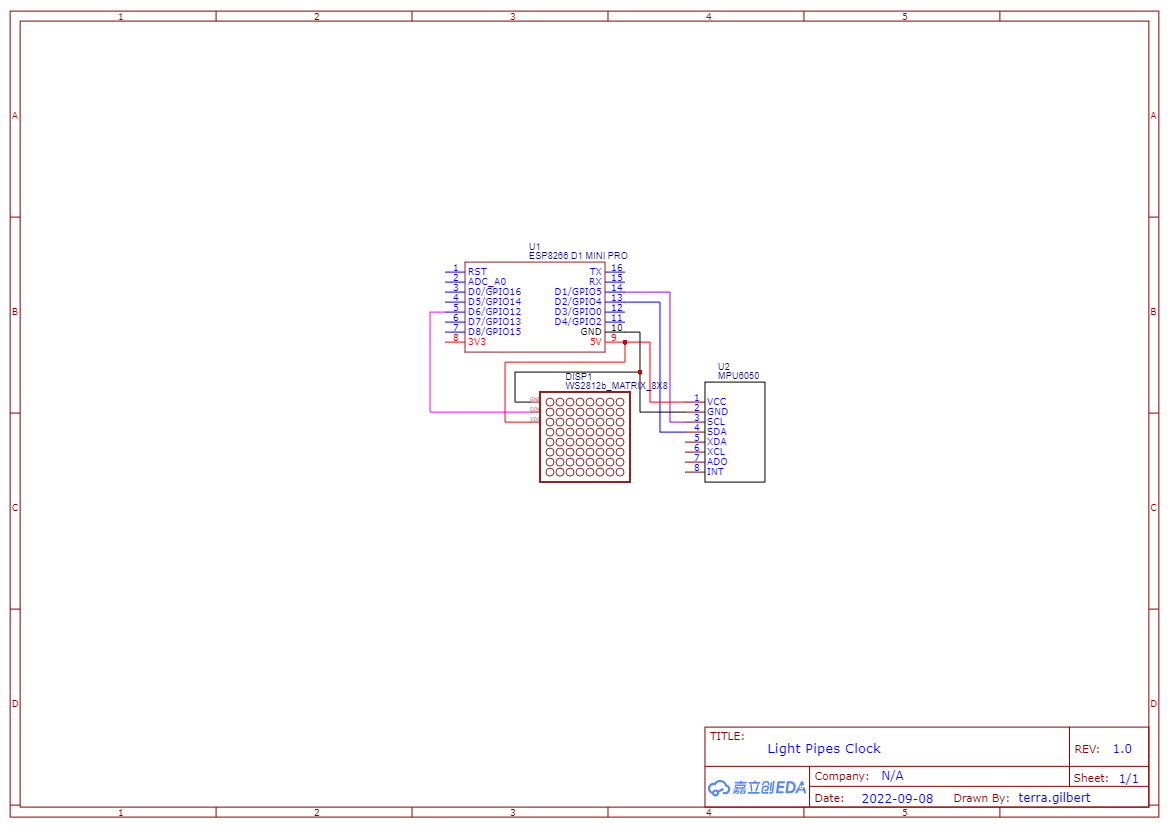 1 2 3 4 5
A A
B B
C C
D D
U1
ESP8266 D1 MINI PRO
1 RST TX 16
2 ADC_A0 RX 15
3 D0/GPIO16 D1/GPIO5 14
4 D5/GPIO14 D2/GPIO4 13
5 D6/GPIO12 D3/GPIO0 12
6 D7/GPIO13 D4/GPIO2 11
7 D8/GPIO15 GND 10
8 3V3 5V 9
DISP1
WS2812b_MATRIX_8X8
U2
MPU6050
1 VCC
2 GND
3 SCL
4 SDA
5 XDA
6 XCL
7 ADO
8 INT
TITLE:
Light Pipes Clock
REV: 1.0
嘉立创EDA
Company: N/A
Sheet: 1/1
Date: 2022-09-08 Drawn By: terra.gilbert
1 2 3 4 5